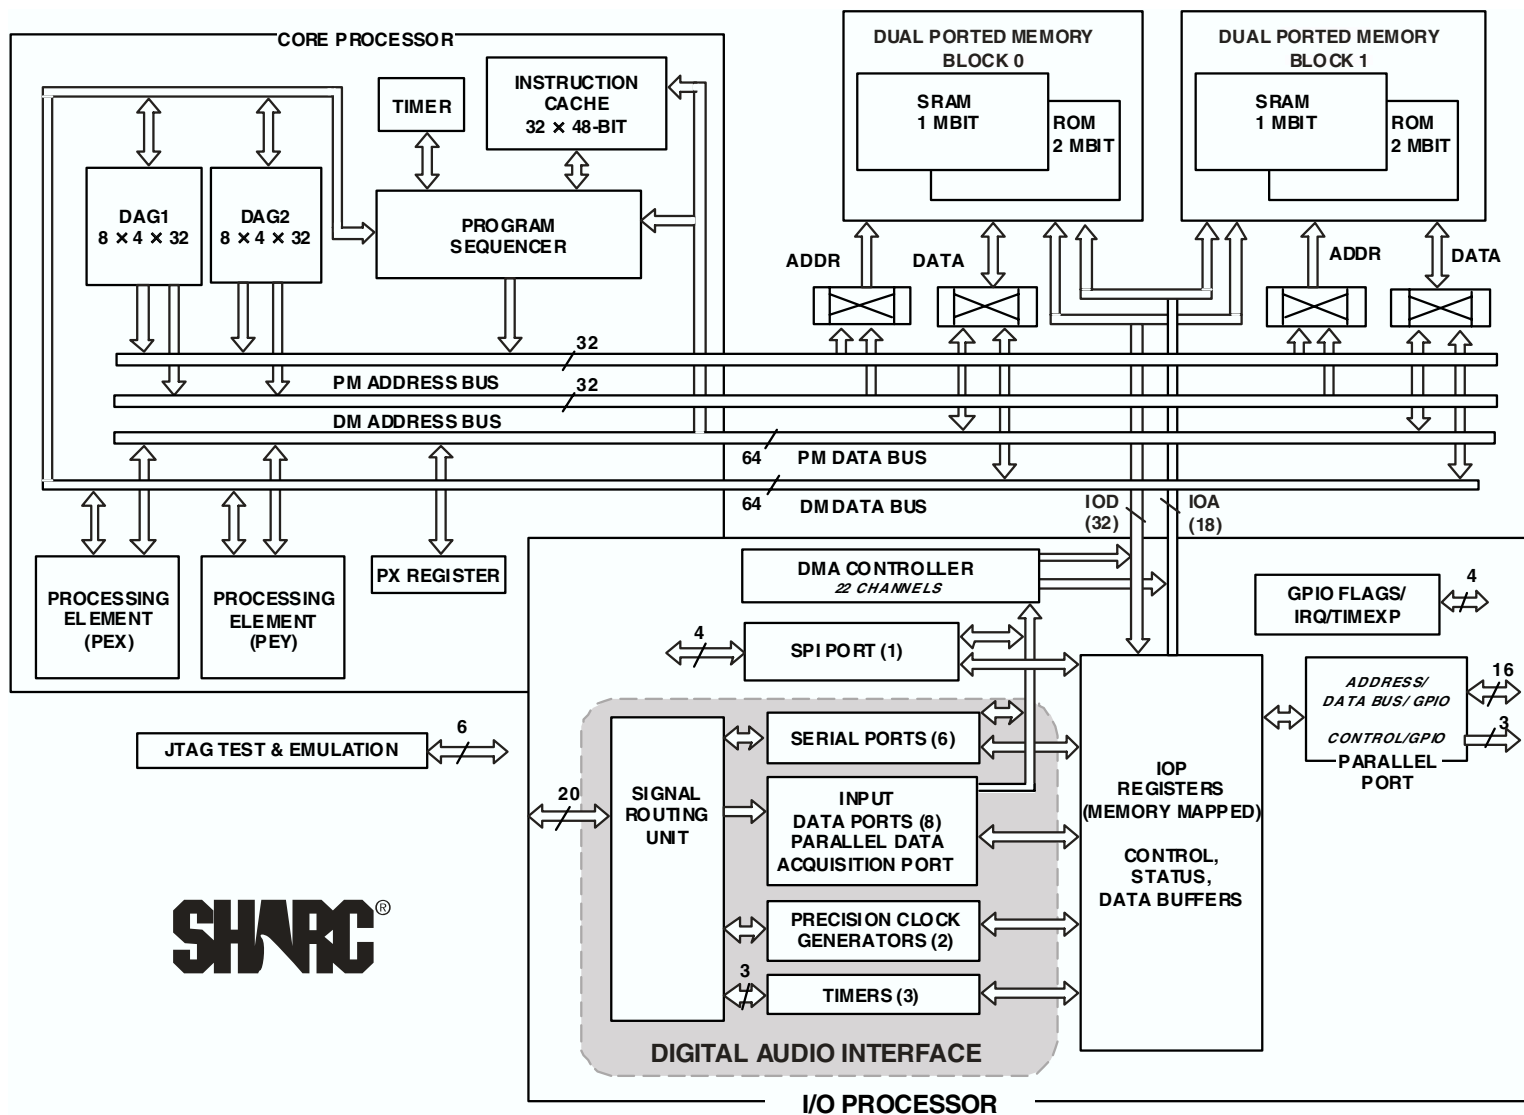 CORE PROCESSOR
TIMER
INSTRUCTION
CACHE
32 × 48-BIT
DAG1
8 × 4 × 32
DAG2
8 × 4 × 32
PROGRAM
SEQUENCER
DUAL PORTED MEMORY
BLOCK 0
SRAM
1 MBIT
ROM
2 MBIT
DUAL PORTED MEMORY
BLOCK 1
SRAM
1 MBIT
ROM
2 MBIT
ADDR
DATA
ADDR
DATA
32
PM ADDRESS BUS
32
DM ADDRESS BUS
64
PM DATA BUS
64
DM DATA BUS
IOD
(32)
IOA
(18)
PROCESSING
ELEMENT
(PEX)
PROCESSING
ELEMENT
(PEY)
PX REGISTER
DMA CONTROLLER
22 CHANNELS
4
SPI PORT (1)
GPIO FLAGS/
IRQ/TIMEXP
4
ADDRESS/
DATA BUS/ GPIO
CONTROL/GPIO
PARALLEL
PORT
16
3
JTAG TEST & EMULATION
6
20
SIGNAL
ROUTING
UNIT
SERIAL PORTS (6)
INPUT
DATA PORTS (8)
PARALLEL DATA
ACQUISITION PORT
PRECISION CLOCK
GENERATORS (2)
3
TIMERS (3)
IOP
REGISTERS
(MEMORY MAPPED)
CONTROL,
STATUS,
DATA BUFFERS
DIGITAL AUDIO INTERFACE
I/O PROCESSOR
SHARC®